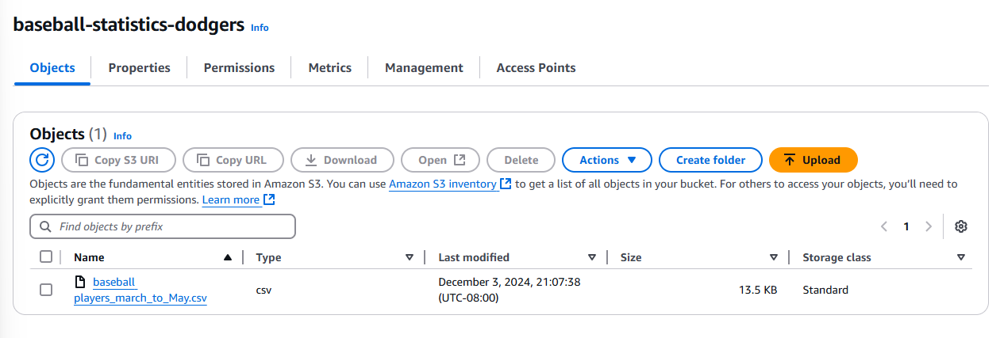 baseball-statistics-dodgers Info
Objects Properties Permissions Metrics Management Access Points
Objects (1) Info
Copy S3 URI Copy URL Download Open Delete Actions Create folder Upload
Objects are the fundamental entities stored in Amazon S3. You can use Amazon S3 inventory to get a list of all objects in your bucket. For others to access your objects, you'll need to
explicitly grant them permissions. Learn more
Find objects by prefix 1
Name Type Last modified Size Storage class
baseball
players_march_to_May.csv csv December 3, 2024, 21:07:38
(UTC-08:00) 13.5 KB Standard